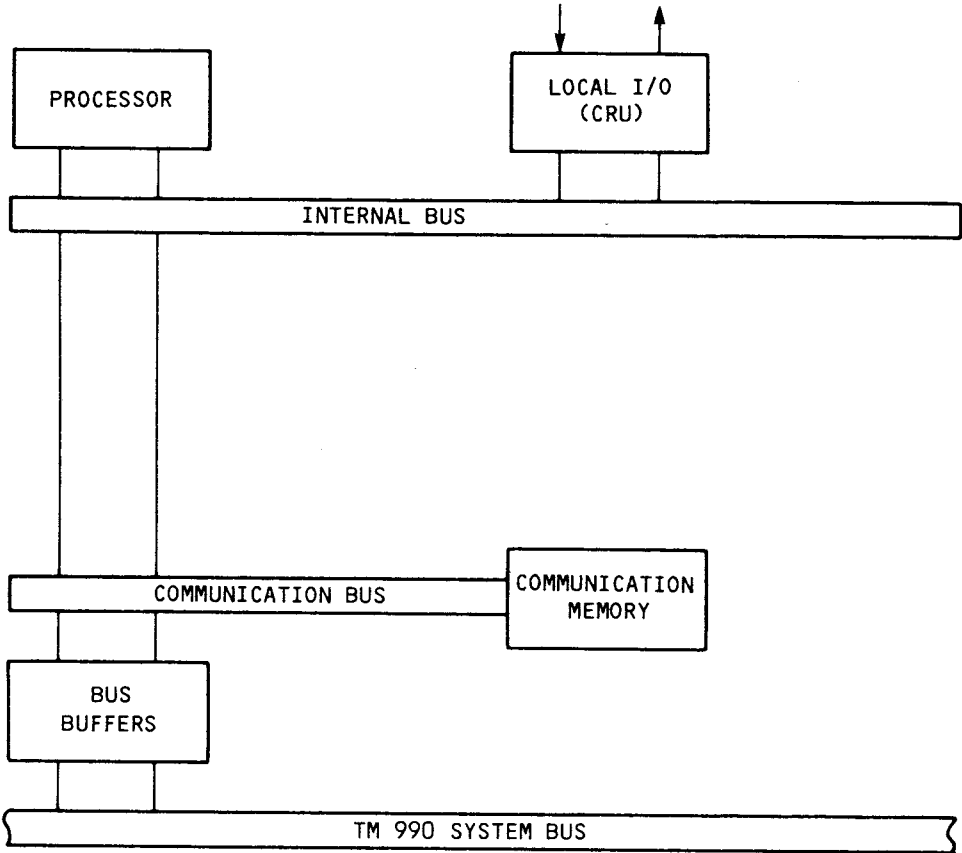 PROCESSOR
LOCAL I/O
(CRU)
INTERNAL BUS
COMMUNICATION BUS
COMMUNICATION
MEMORY
BUS
BUFFERS
TM 990 SYSTEM BUS